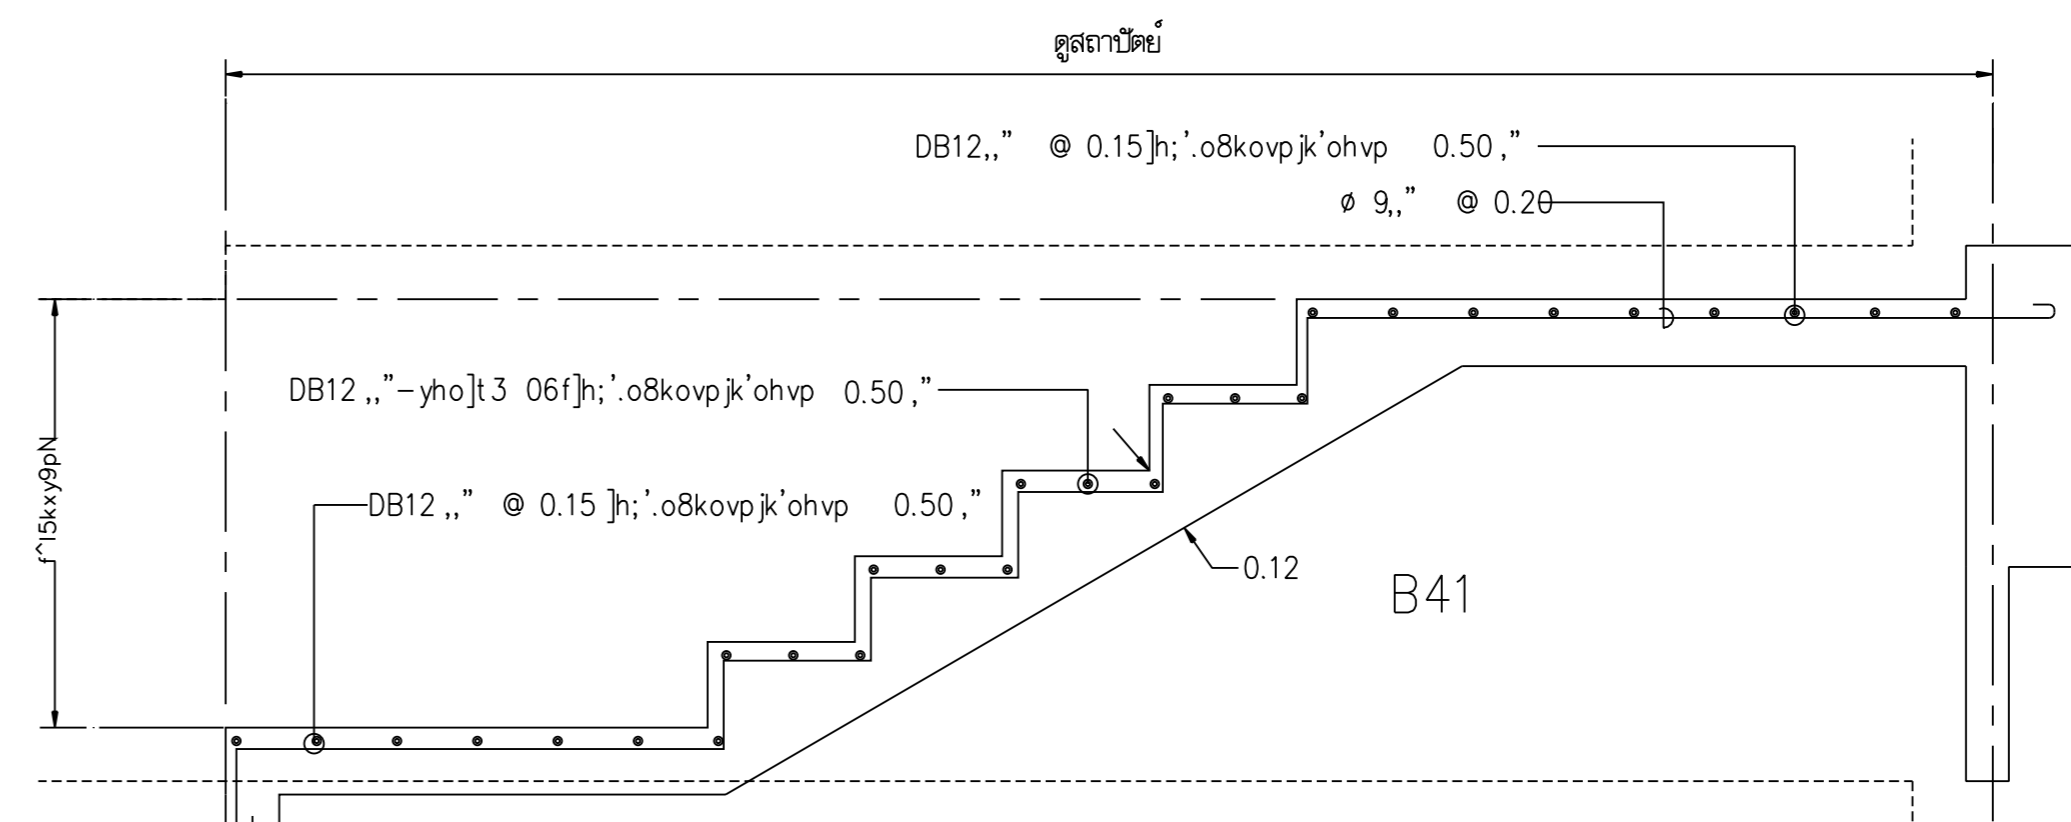 ดูสถาปัตย์
DB12,,” @ 0.15]h;'.o8kovpjk'ohvp 0.50,”
ø 9,,” @ 0.20
DB12,,”-yho]t3 06f]h;'.o8kovpjk'ohvp 0.50,”
f^l5kxy9pN
DB12,,” @ 0.15 ]h;'.o8kovpjk'ohvp 0.50,”
0.12
B41